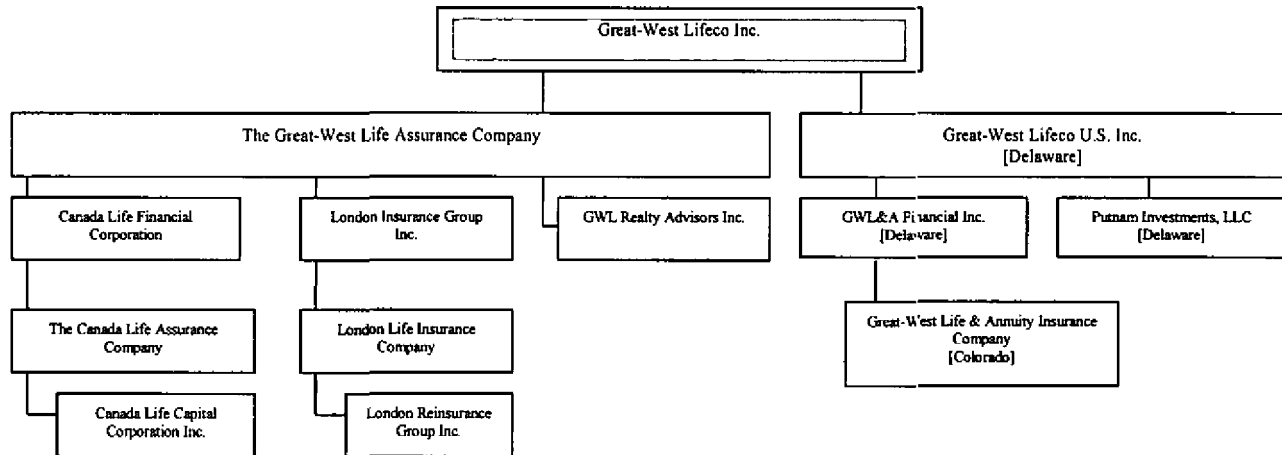 Great-West Lifeco Inc.
The Great-West Life Assurance Company
Great-West Lifeco U.S. Inc.
[Delaware]
Canada Life Financial
Corporation
London Insurance Group
Inc.
GWL Realty Advisors Inc.
GWL&A Financial Inc.
[Delaware]
Putnam Investments, LLC
[Delaware]
The Canada Life Assurance
Company
London Life Insurance
Company
Great-West Life & Annuity Insurance
Company
[Colorado]
Canada Life Capital
Corporation Inc.
London Reinsurance
Group Inc.